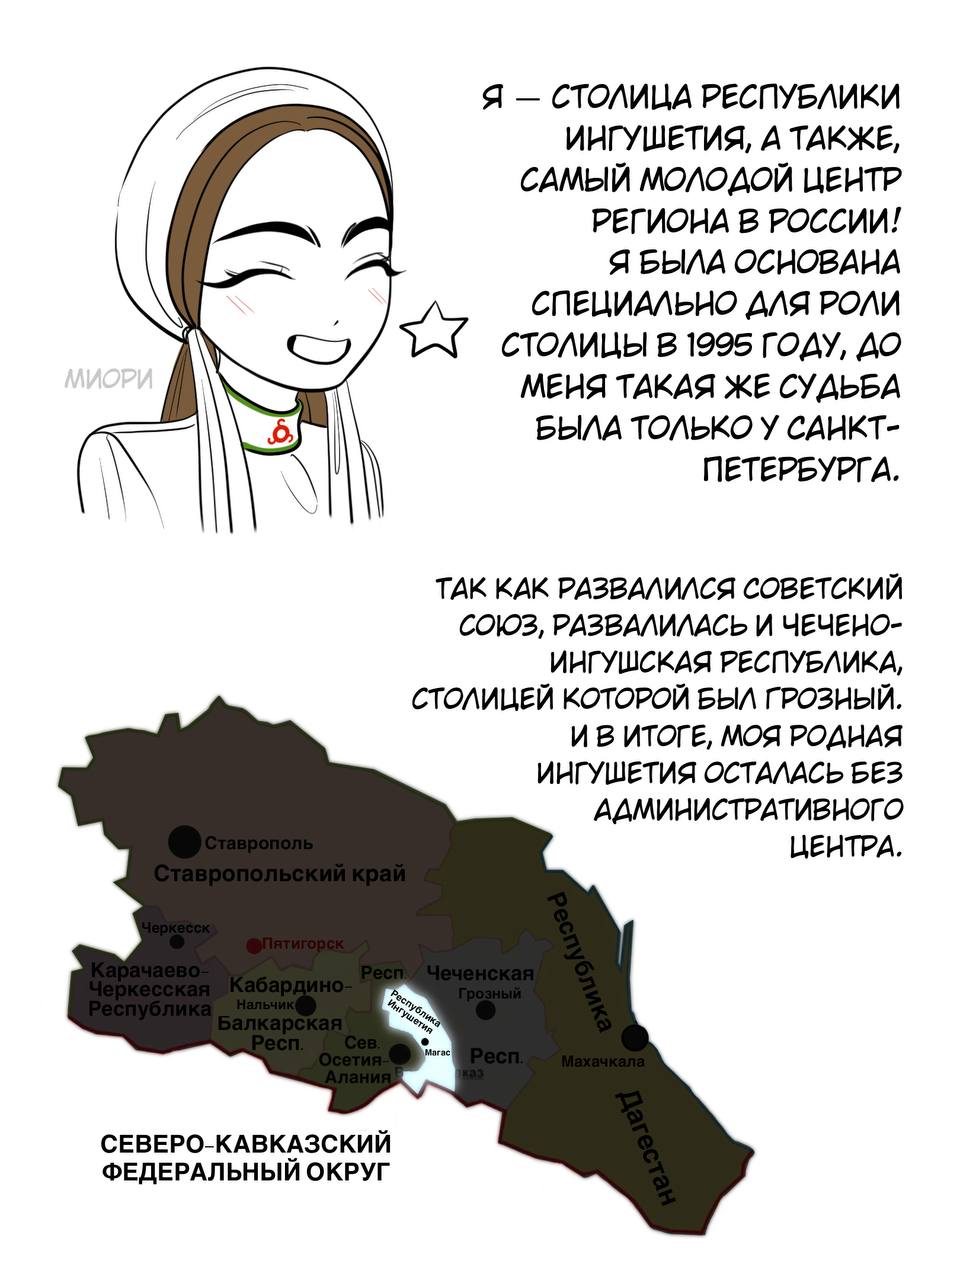 Я — СТОЛИЦА РЕСПУБЛИКИ
ИНГУШЕТИЯ, А ТАКЖЕ,
САМЫЙ МОЛОДОЙ ЦЕНТР
РЕГИОНА В РОССИИ!
Я БЫЛА ОСНОВАНА
СПЕЦИАЛЬНО ДЛЯ РОЛИ
СТОЛИЦЫ В 1995 ГОДУ, ДО
МЕНЯ ТАКАЯ ЖЕ СУДЬБА
БЫЛА ТОЛЬКО У САНКТ-
ПЕТЕРБУРГА.
МИОРИ
ТАК КАК РАЗВАЛИЛСЯ СОВЕТСКИЙ
СОЮЗ, РАЗВАЛИЛАСЬ И ЧЕЧЕНО-
ИНГУШСКАЯ РЕСПУБЛИКА,
СТОЛИЦЕЙ КОТОРОЙ БЫЛ ГРОЗНЫЙ.
И В ИТОГЕ, МОЯ РОДНАЯ
ИНГУШЕТИЯ ОСТАЛАСЬ БЕЗ
АДМИНИСТРАТИВНОГО
ЦЕНТРА.
Ставрополь
Ставропольский край
Черкесск
Пятигорск
Карачаево-
Черкесская
Республика
Кабардино-
Нальчик
Балкарская
Респ.
Респ.
Сев.
Осетия-
Алания
Республика
Ингушетия
Магас
Чеченская
Грозный
Респ.
Республика
Махачкала
Дагестан
СЕВЕРО-КАВКАЗСКИЙ
ФЕДЕРАЛЬНЫЙ ОКРУГ